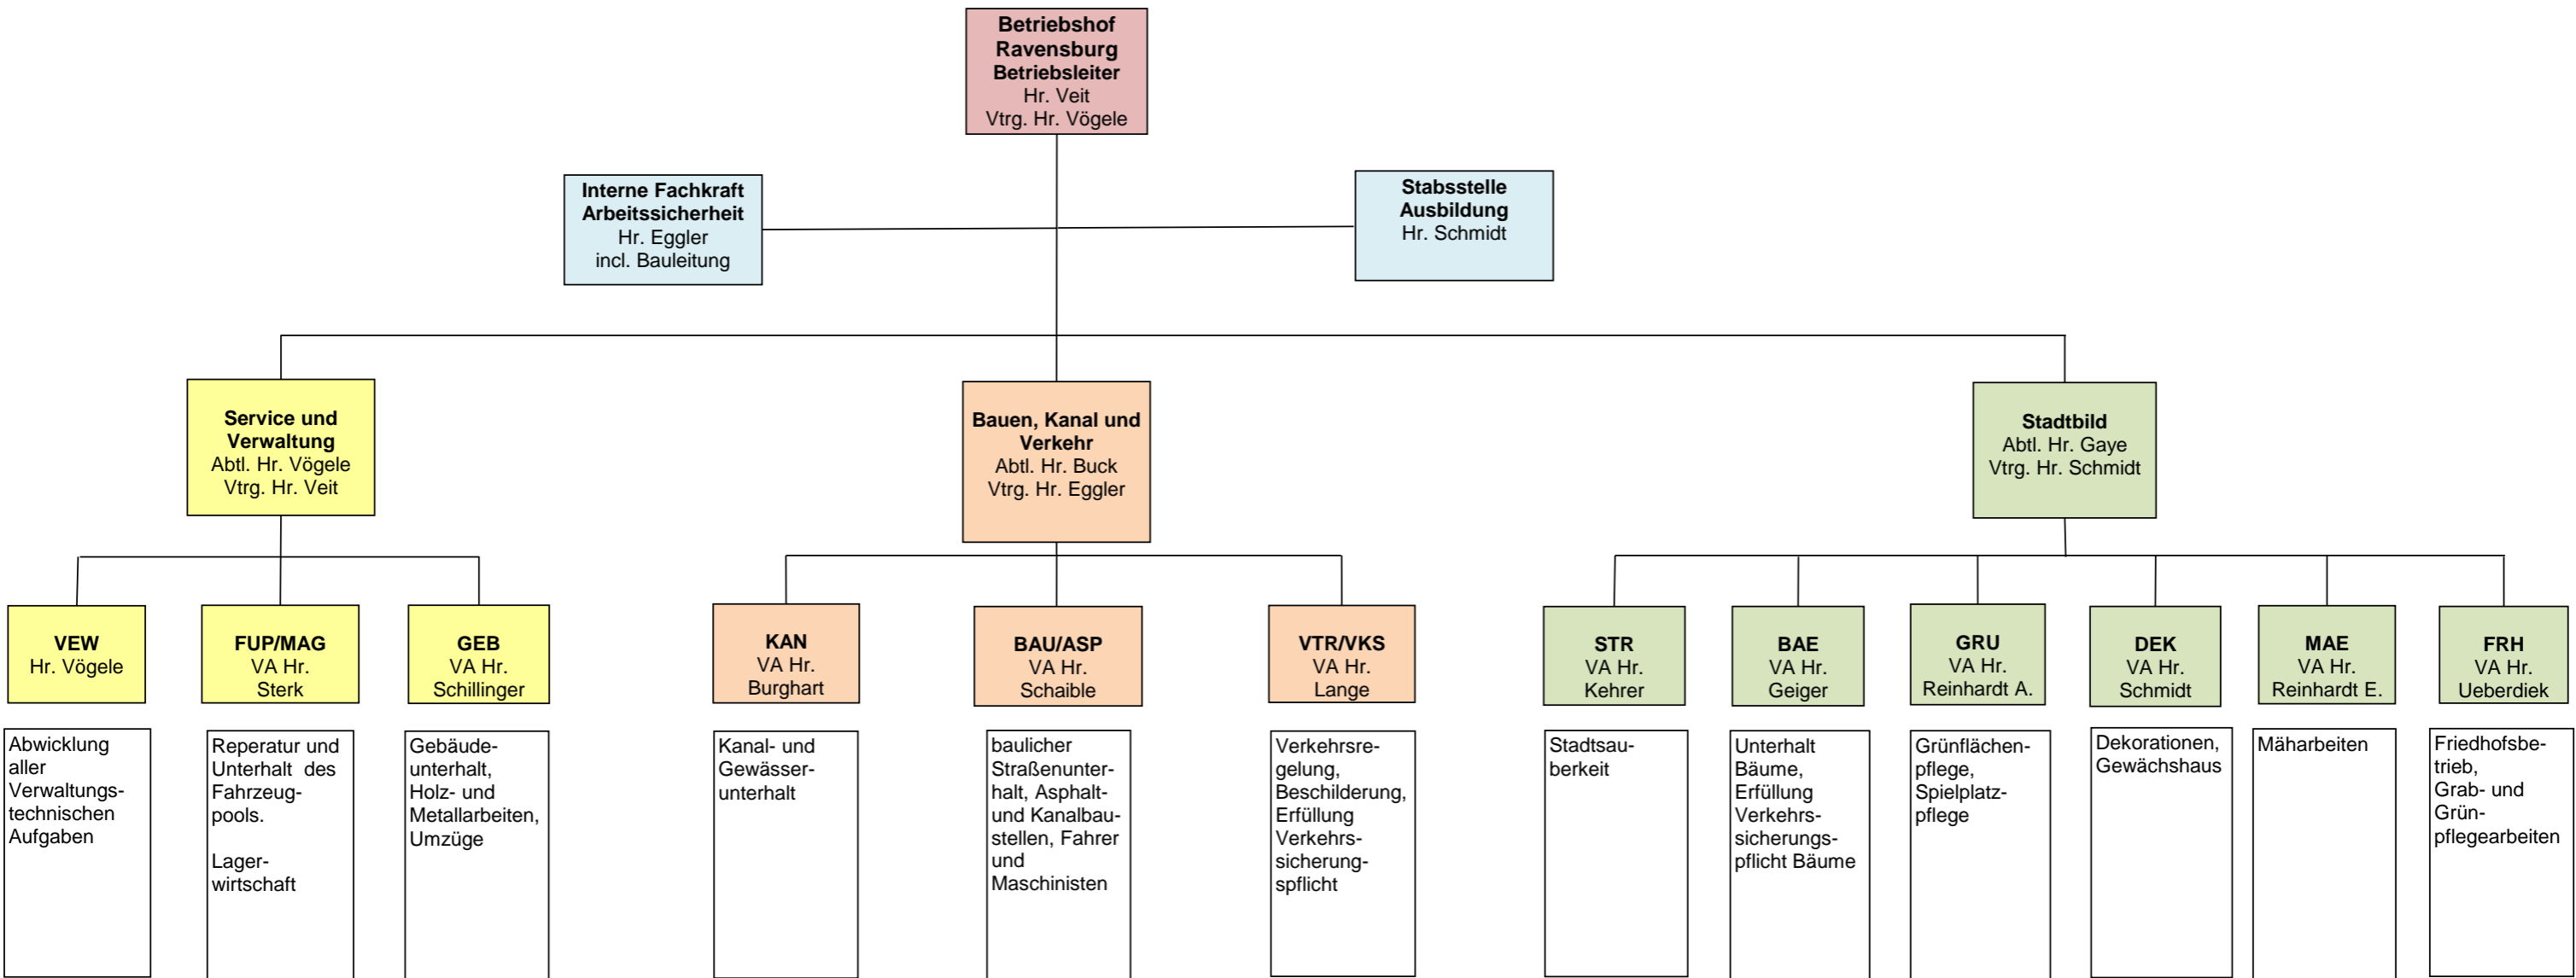 Betriebshof
Ravensburg
Betriebsleiter
Hr. Veit
Vtrg. Hr. Vögele
Interne Fachkraft
Arbeitssicherheit
Hr. Eggler
incl. Bauleitung
Stabsstelle
Ausbildung
Hr. Schmidt
Service und
Verwaltung
Abtl. Hr. Vögele
Vtrg. Hr. Veit
Bauen, Kanal und
Verkehr
Abtl. Hr. Buck
Vtrg. Hr. Eggler
Stadtbild
Abtl. Hr. Gaye
Vtrg. Hr. Schmidt
VEW
Hr. Vögele
FUP/MAG
VA Hr.
Sterk
GEB
VA Hr.
Schillinger
KAN
VA Hr.
Burghart
BAU/ASP
VA Hr.
Schaible
VTR/VKS
VA Hr.
Lange
STR
VA Hr.
Kehrer
BAE
VA Hr.
Geiger
GRU
VA Hr.
Reinhardt A.
DEK
VA Hr.
Schmidt
MAE
VA Hr.
Reinhardt E.
FRH
VA Hr.
Ueberdiek
Abwicklung
aller
Verwaltungs-
technischen
Aufgaben
Reperatur und
Unterhalt des
Fahrzeug-
pools.
Lager-
wirtschaft
Gebäude-
unterhalt,
Holz- und
Metallarbeiten,
Umzüge
Kanal- und
Gewässer-
unterhalt
baulicher
Straßenunter-
halt, Asphalt-
und Kanalbau-
stellen, Fahrer
und
Maschinisten
Verkehrsre-
gelung,
Beschilderung,
Erfüllung
Verkehrs-
sicherung-
spflicht
Stadtsau-
berkeit
Unterhalt
Bäume,
Erfüllung
Verkehrs-
sicherungs-
pflicht Bäume
Grünflächen-
pflege,
Spielplatz-
pflege
Dekorationen,
Gewächshaus
Mäharbeiten
Friedhofsbe-
trieb,
Grab- und
Grün-
pflegearbeiten